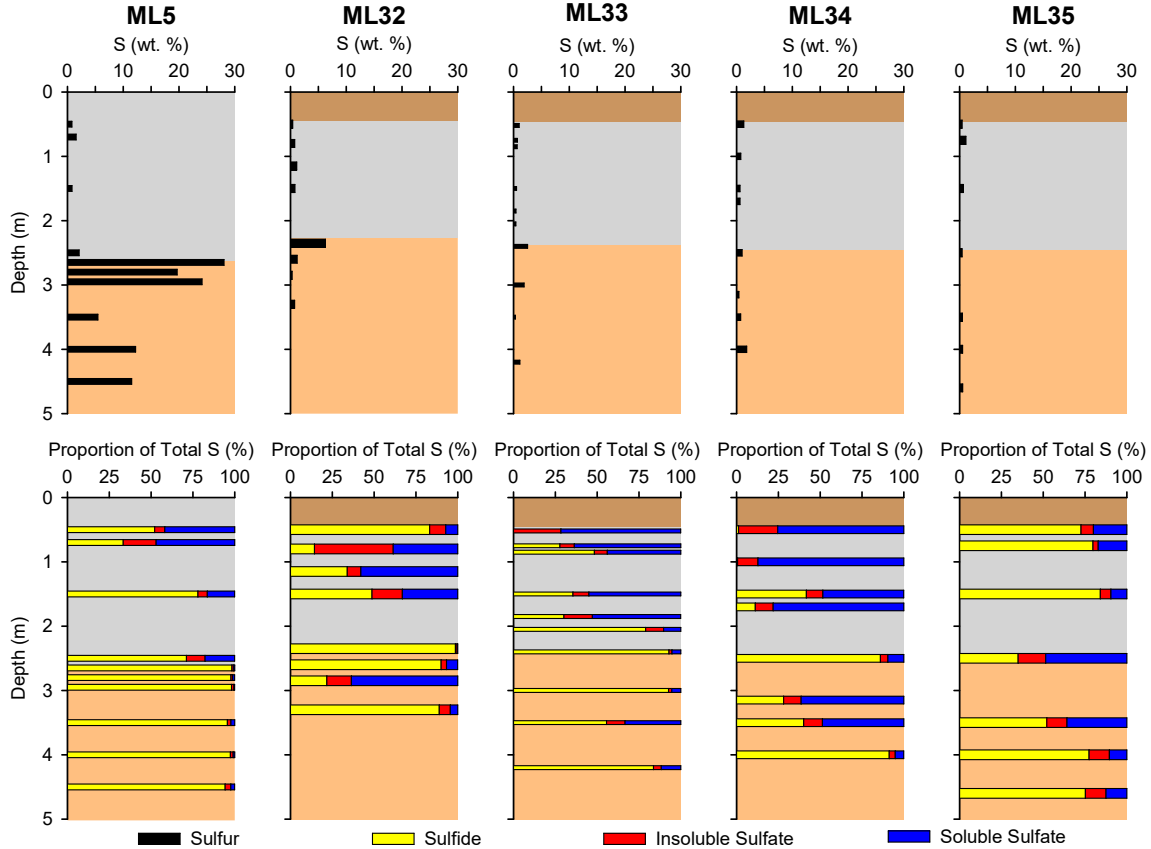 ML5 ML32 ML33 ML34 ML35
S (wt. %) S (wt. %) S (wt. %) S (wt. %) S (wt. %)
0 10 20 30 0 10 20 30 0 10 20 30 0 10 20 30 0 10 20 30
0
1
2
3
4
5
Depth (m)
Proportion of Total S (%) Proportion of Total S (%) Proportion of Total S (%) Proportion of Total S (%) Proportion of Total S (%)
0 25 50 75 100 0 25 50 75 100 0 25 50 75 100 0 25 50 75 100 0 25 50 75 100
0
1
2
3
4
5
Depth (m)
Sulfur Sulfide Insoluble Sulfate Soluble Sulfate